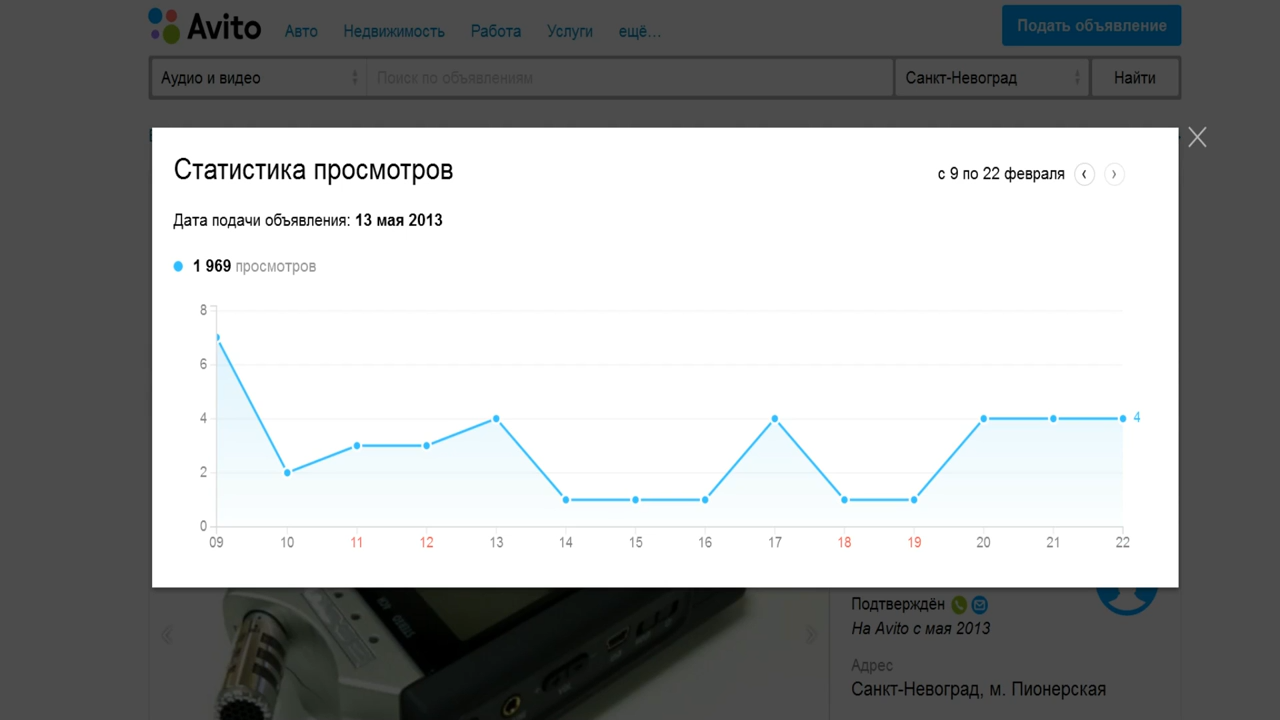 Avito Авто Недвижимость Работа Услуги ещё... Подать объявление
Аудио и видео Поиск по объявлениям Санкт-Невоград Найти
Статистика просмотров с 9 по 22 февраля
Дата подачи объявления: 13 мая 2013
1 969 просмотров
8
6
4 4
2
0
09 10 11 12 13 14 15 16 17 18 19 20 21 22
Подтверждён
На Avito с мая 2013
Адрес
Санкт-Невоград, м. Пионерская